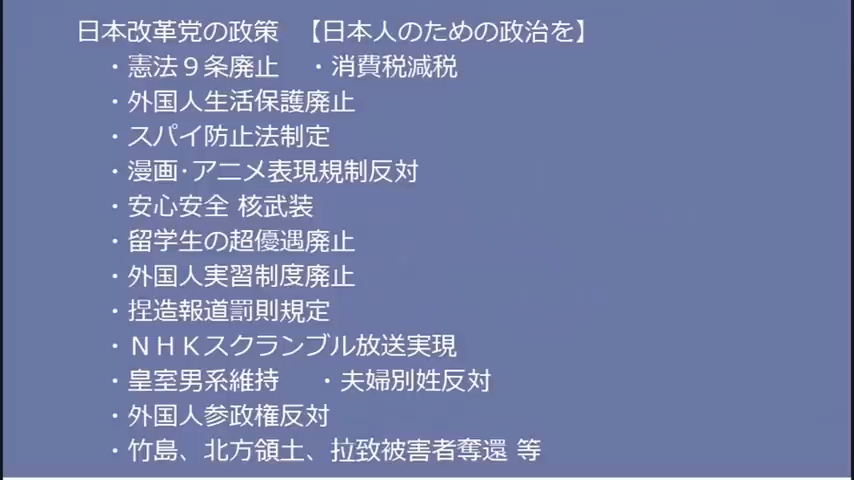 日本改革党の政策　【日本人のための政治を】
・憲法９条廃止　・消費税減税
・外国人生活保護廃止
・スパイ防止法制定
・漫画・アニメ表現規制反対
・安心安全 核武装
・留学生の超優遇廃止
・外国人実習制度廃止
・捏造報道罰則規定
・ＮＨＫスクランブル放送実現
・皇室男系維持　・夫婦別姓反対
・外国人参政権反対
・竹島、北方領土、拉致被害者奪還 等